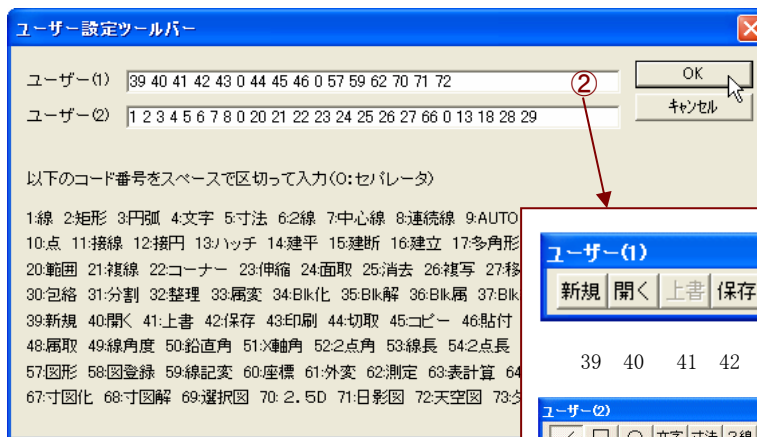 ユーザー設定ツールバー
ユーザー(1) 39 40 41 42 43 0 44 45 46 0 57 59 62 70 71 72
ユーザー(2) 1 2 3 4 5 6 7 8 0 20 21 22 23 24 25 26 27 66 0 13 18 28 29
②
OK
キャンセル
以下のコード番号をスペースで区切って入力(0:セパレータ)
1:線 2:矩形 3:円弧 4:文字 5:寸法 6:2線 7:中心線 8:連続線 9:AUTO
10:点 11:接線 12:接円 13:ハッチ 14:建平 15:建断 16:建立 17:多角形
20:範囲 21:複線 22:コーナー 23:伸縮 24:面取 25:消去 26:複写 27:移
30:包絡 31:分割 32:整理 33:属変 34:Blk化 35:Blk解 36:Blk属 37:Blk
39:新規 40:開く 41:上書 42:保存 43:印刷 44:切取 45:コピー 46:貼付
48:属取 49:線角度 50:鉛直角 51:X軸角 52:2点角 53:線長 54:2点長
57:図形 58:図登録 59:線記変 60:座標 61:外変 62:測定 63:表計算 64
67:寸図化 68:寸図解 69:選択図 70:2.5D 71:日影図 72:天空図 73:
ユーザー(1)
新規 開く 上書 保存
39 40 41 42
ユーザー(2)
文字 寸法 2線